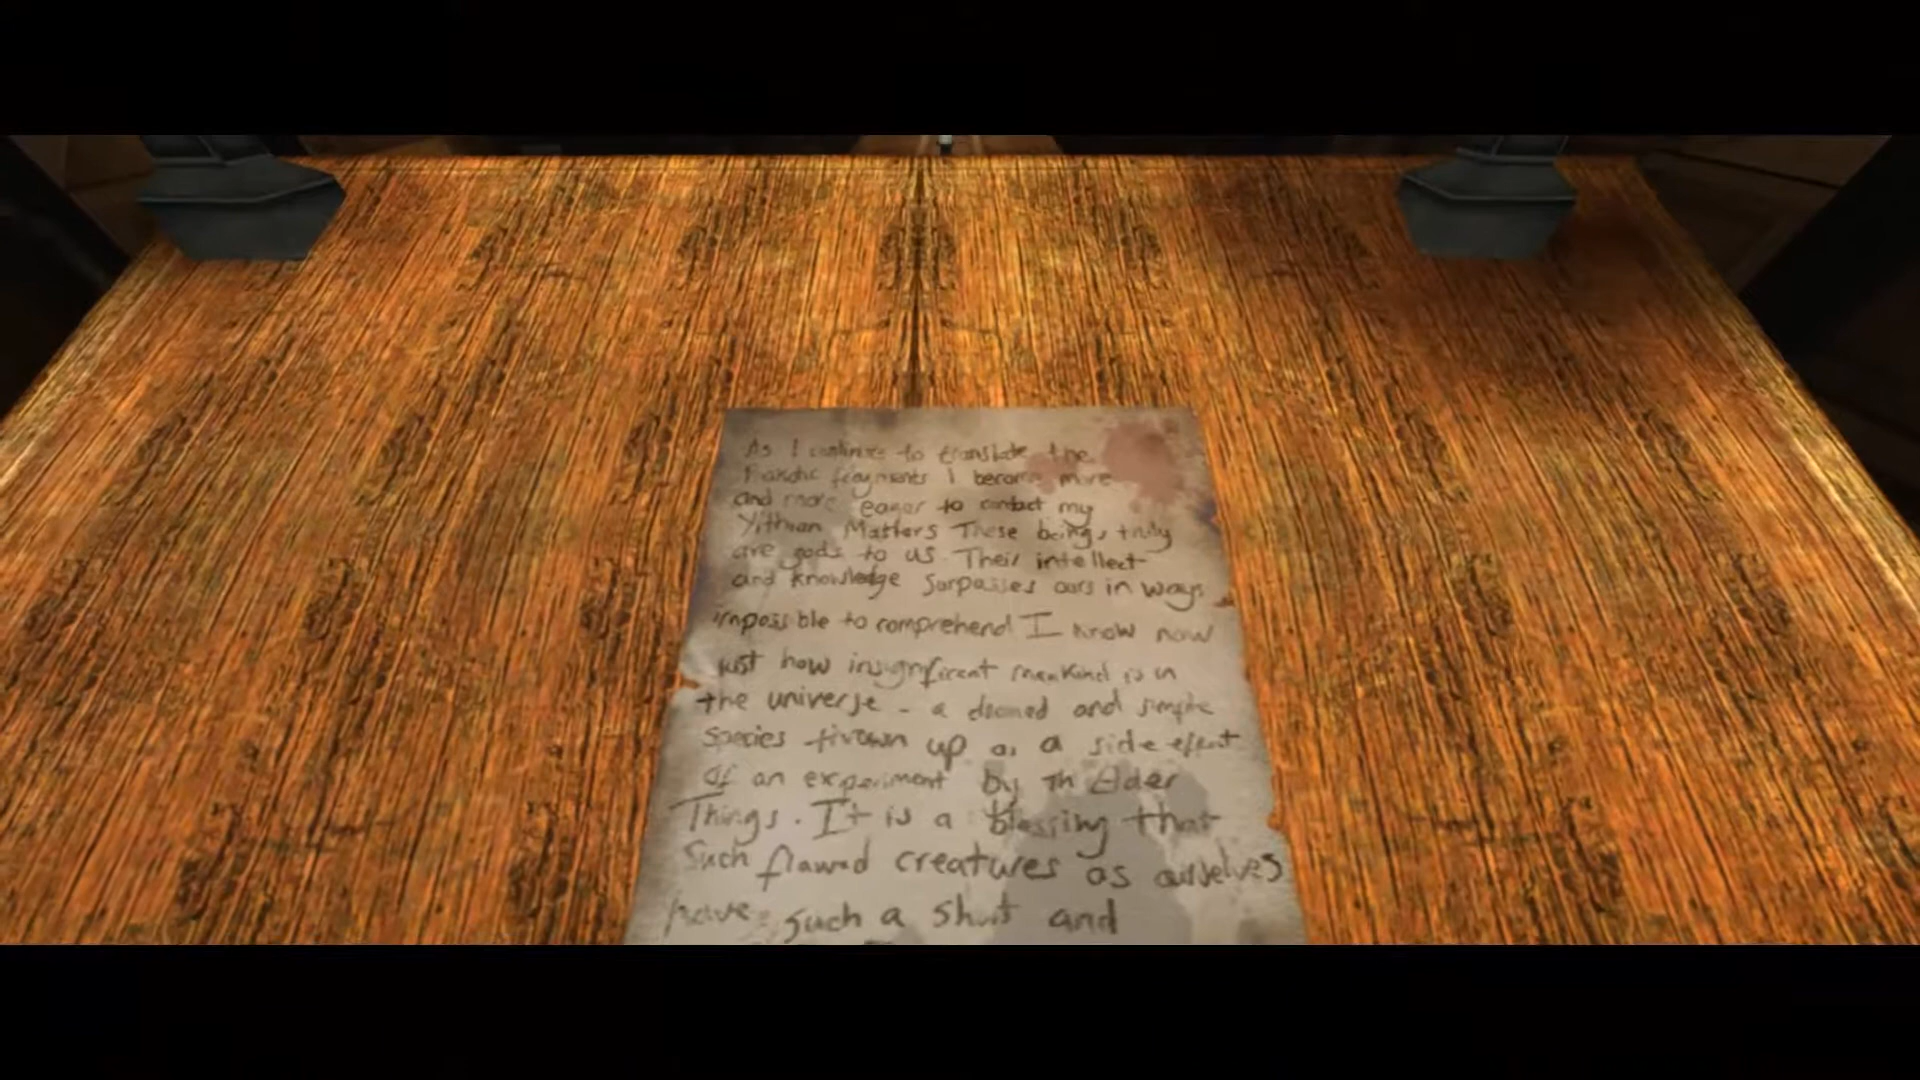 As I continue to translate the
fragments I become more
and more eager to contact my
Yithian Masters These beings truly
are gods to us. Their intellect
and knowledge surpasses ours in ways
impossible to comprehend I know now
just how insignificant mankind is in
the universe - a doomed and simple
species thrown up as a side effect
of an experiment by Th Elder
Things. It is a blessing that
Such flawed creatures as ourselves
have such a short and